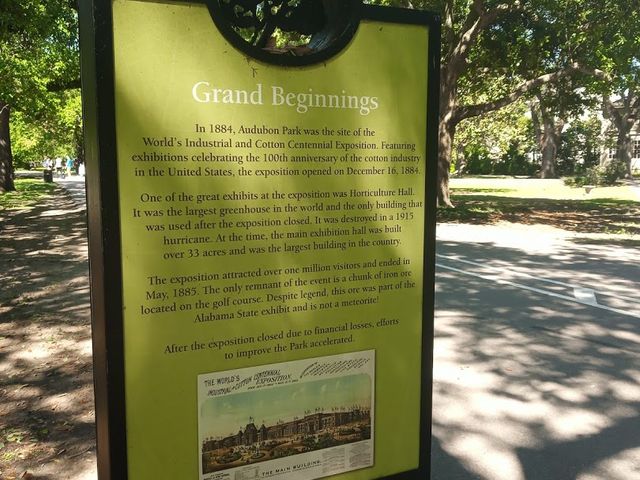 Grand Beginnings
In 1884, Audubon Park was the site of the
World's Industrial and Cotton Centennial Exposition. Featuring
exhibitions celebrating the 100th anniversary of the cotton industry
in the United States, the exposition opened on December 16, 1884.
One of the great exhibits at the exposition was Horticulture Hall.
It was the largest greenhouse in the world and the only building that
was used after the exposition closed. It was destroyed in a 1915
hurricane. At the time, the main exhibition hall was built
over 33 acres and was the largest building in the country.
The exposition attracted over one million visitors and ended in
May, 1885. The only remnant of the event is a chunk of iron ore
located on the golf course. Despite legend, this ore was part of the
Alabama State exhibit and is not a meteorite!
After the exposition closed due to financial losses, efforts
to improve the Park accelerated.
THE WORLD'S
INDUSTRIAL & COTTON CENTENNIAL
EXPOSITION.
THE MAIN BUILDING.